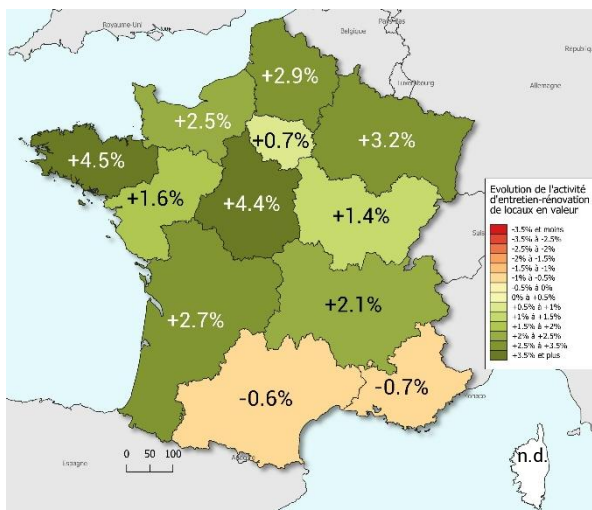 Royaume-Uni
Belgique
Luxembourg
Allemagne
+2.9%
+2.5%
+0.7%
+3.2%
+4.5%
+1.6%
+4.4%
+1.4%
Evolution de l'activité
d'entretien-rénovation
de locaux en valeur
-3.5% et moins
-3.5% à -2.5%
-2.5% à -2%
-2% à -1.5%
-1.5% à -1%
-1% à -0.5%
-0.5% à 0%
0% à +0.5%
+0.5% à +1%
+1% à +1.5%
+1.5% à +2%
+2% à +2.5%
+2.5% à +3.5%
+3.5% et plus
+2.7%
+2.1%
-0.6%
-0.7%
n.d.
Espagne
0 50 100